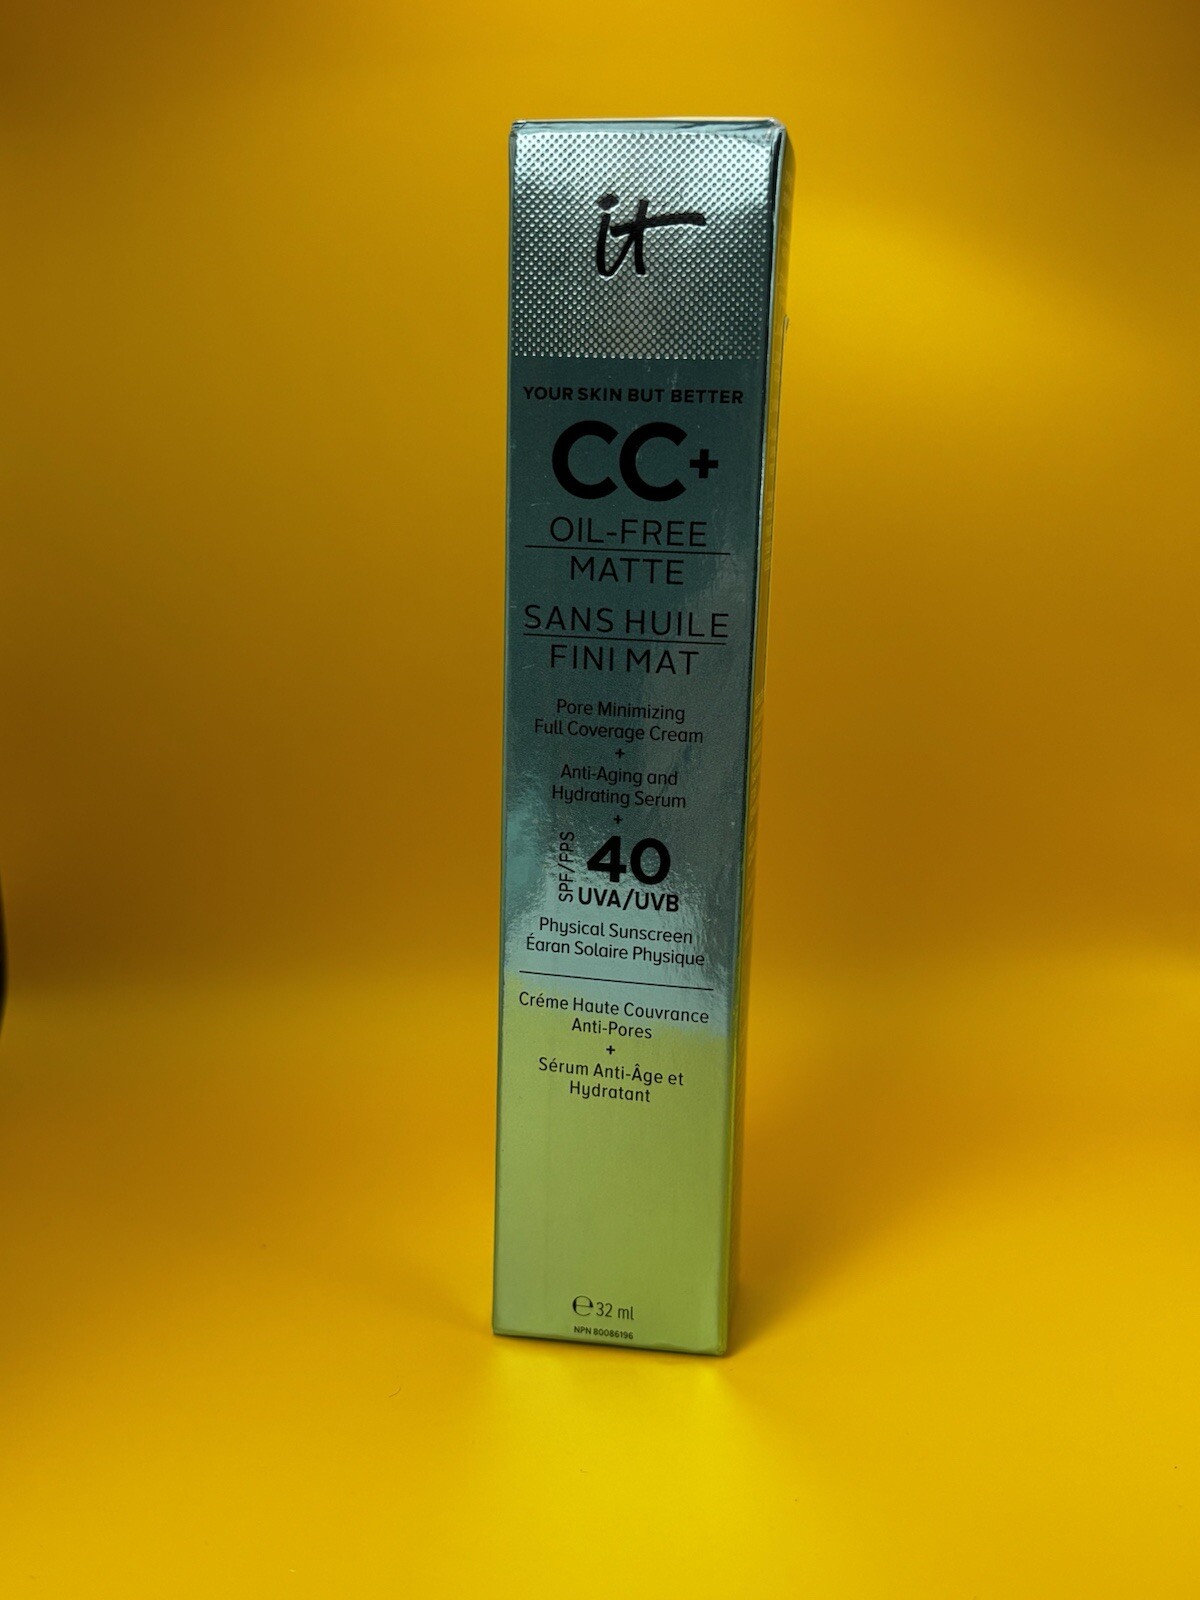 it
YOUR SKIN BUT BETTER
CC+
OIL-FREE
MATTE
SANS HUILE
FINI MAT
Pore Minimizing
Full Coverage Cream
+
Anti-Aging and
Hydrating Serum
+
SPF/FPS
40
UVA/UVB
Physical Sunscreen
Éaran Solaire Physique
Créme Haute Couvrance
Anti-Pores
+
Sérum Anti-Âge et
Hydratant
℮ 32 ml
NPN 80086196